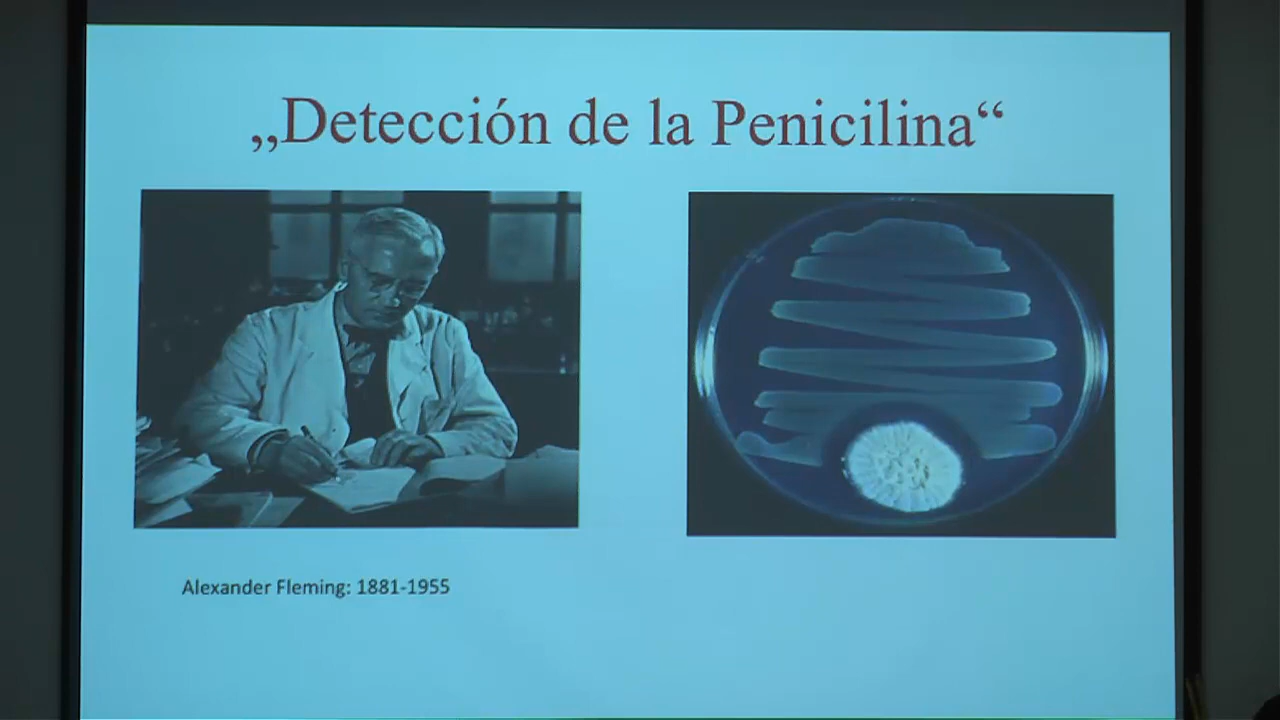 „Detección de la Penicilina“
Alexander Fleming: 1881-1955